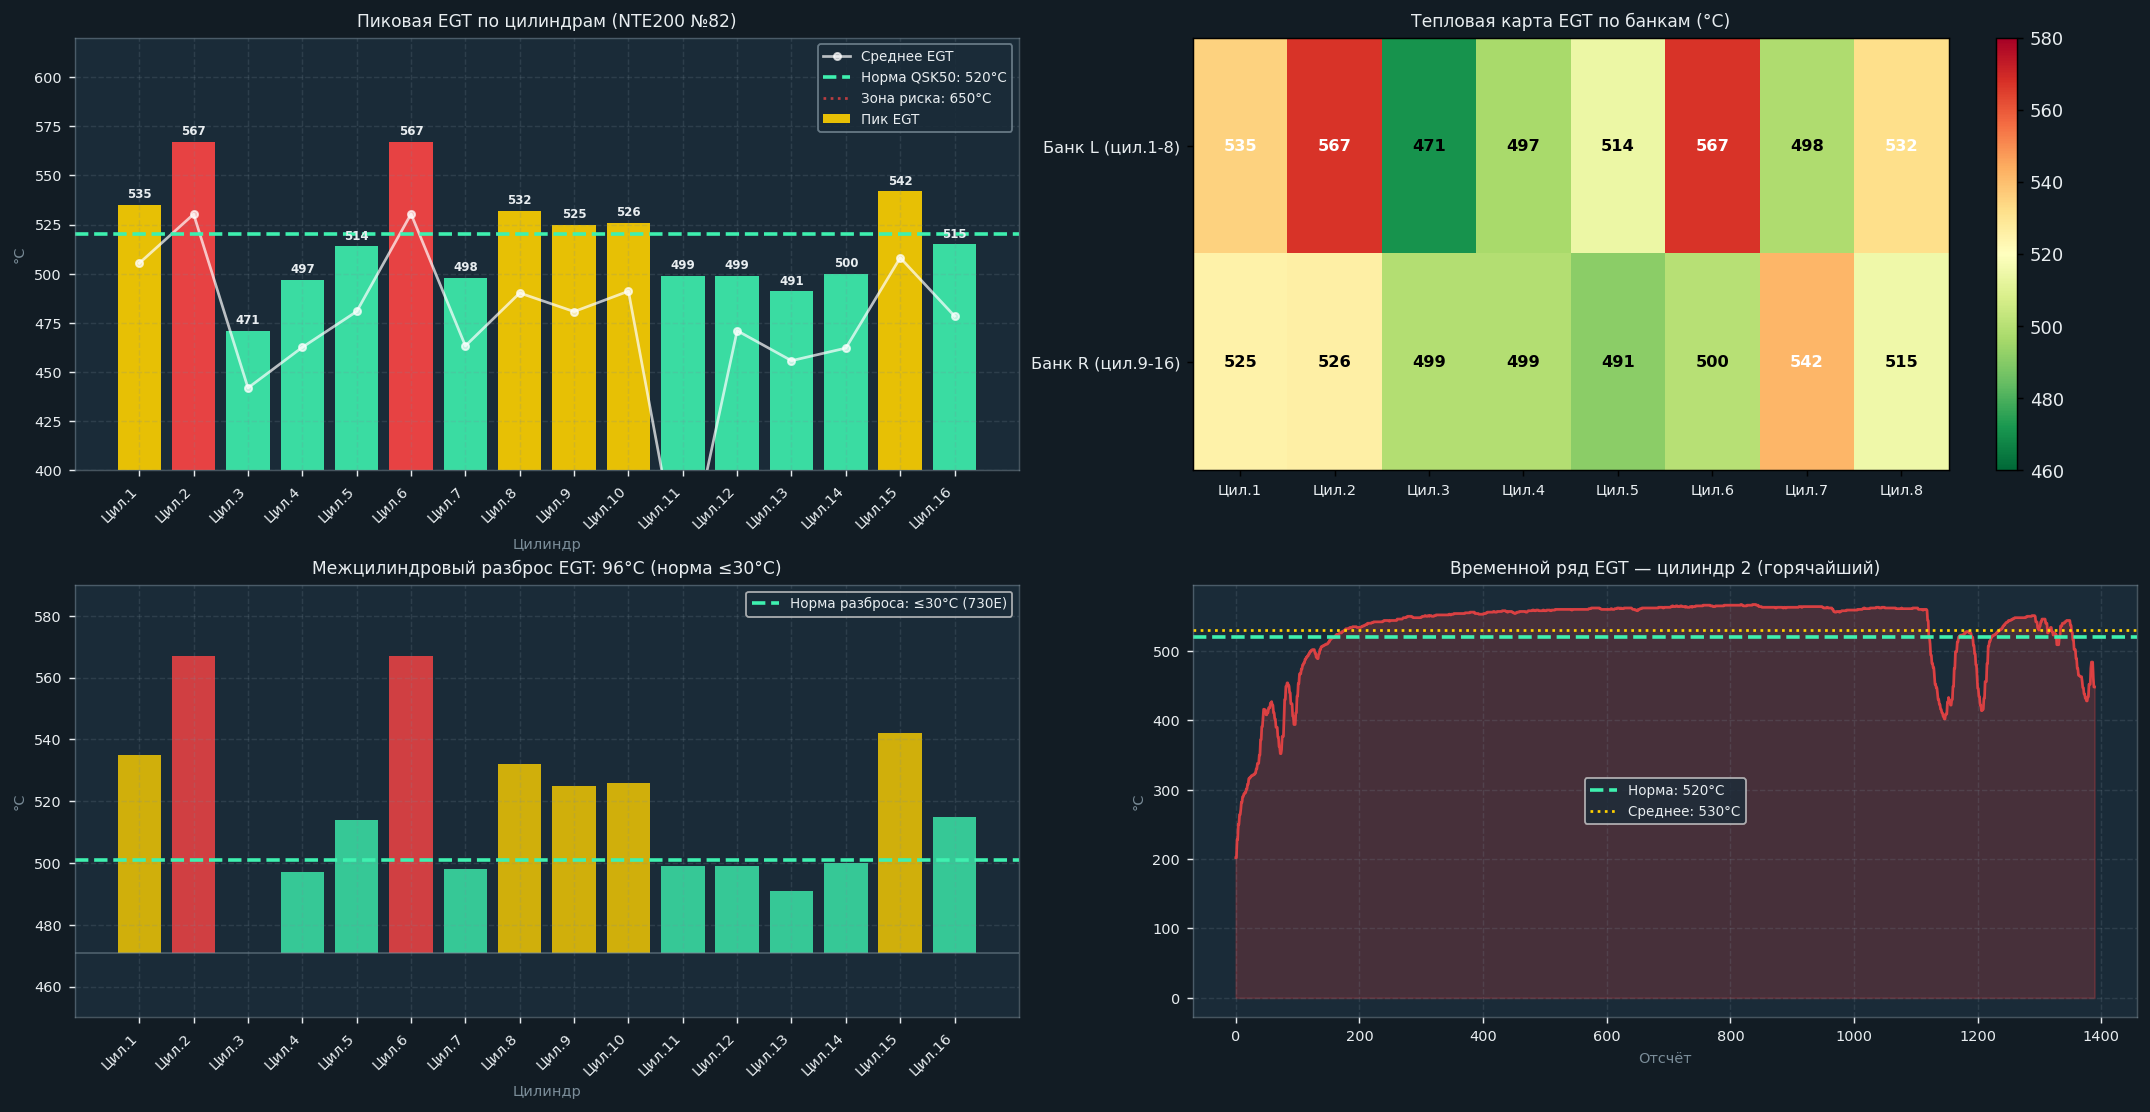 Пиковая EGT по цилиндрам (NTE200 №82)
600
575
550
525
500
475
450
425
400
°C
Среднее EGT
Норма QSK50: 520°C
Зона риска: 650°C
Пик EGT
535
567
471
497
514
567
498
532
525
526
499
499
491
500
542
515
Цил.1
Цил.2
Цил.3
Цил.4
Цил.5
Цил.6
Цил.7
Цил.8
Цил.9
Цил.10
Цил.11
Цил.12
Цил.13
Цил.14
Цил.15
Цил.16
Цилиндр
Тепловая карта EGT по банкам (°C)
Банк L (цил.1-8)
535 567 471 497 514 567 498 532
Банк R (цил.9-16)
525 526 499 499 491 500 542 515
Цил.1 Цил.2 Цил.3 Цил.4 Цил.5 Цил.6 Цил.7 Цил.8
580
560
540
520
500
480
460
Межцилиндровый разброс EGT: 96°C (норма ≤30°C)
580
560
540
520
500
480
460
°C
Норма разброса: ≤30°C (730E)
Цил.1
Цил.2
Цил.3
Цил.4
Цил.5
Цил.6
Цил.7
Цил.8
Цил.9
Цил.10
Цил.11
Цил.12
Цил.13
Цил.14
Цил.15
Цил.16
Цилиндр
Временной ряд EGT — цилиндр 2 (горячайший)
500
400
300
200
100
0
°C
Норма: 520°C
Среднее: 530°C
0 200 400 600 800 1000 1200 1400
Отсчёт